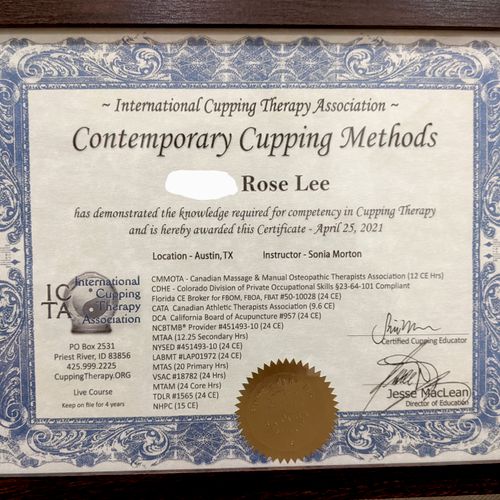 ~ International Cupping Therapy Association ~
Contemporary Cupping Methods
Rose Lee
has demonstrated the knowledge required for competency in Cupping Therapy
and is hereby awarded this Certificate - April 25, 2021
Location - Austin,TX Instructor - Sonia Morton
ICTA
International
Cupping
Therapy
Association
PO Box 2531
Priest River, ID 83856
425.999.2225
CuppingTherapy.ORG
Live Course
Keep on file for 4 years
CMMOTA - Canadian Massage & Manual Osteopathic Therapists Association (12 CE Hrs)
CDHE - Colorado Division of Private Occupational Skills §23-64-101 Compliant
Florida CE Broker for FBOM, FBOA, FBAT #50-10028 (24 CE)
CATA Canadian Athletic Therapists Association (9.6 CE)
DCA California Board of Acupuncture #957 (24 CE)
NCBTMB® Provider #451493-10 (24 CE)
MTAA (12.25 Secondary Hrs)
NYSED #451493-10 (24 CE)
LABMT #LAP01972 (24 CE)
MTAS (20 Primary CE)
VSAC #18782 (24 Hrs)
MTAM (24 Core Hrs)
TDLR #1565 (24 CE)
NHPC (15 CE)
Certified Cupping Educator
Jesse MacLean
Director of Education